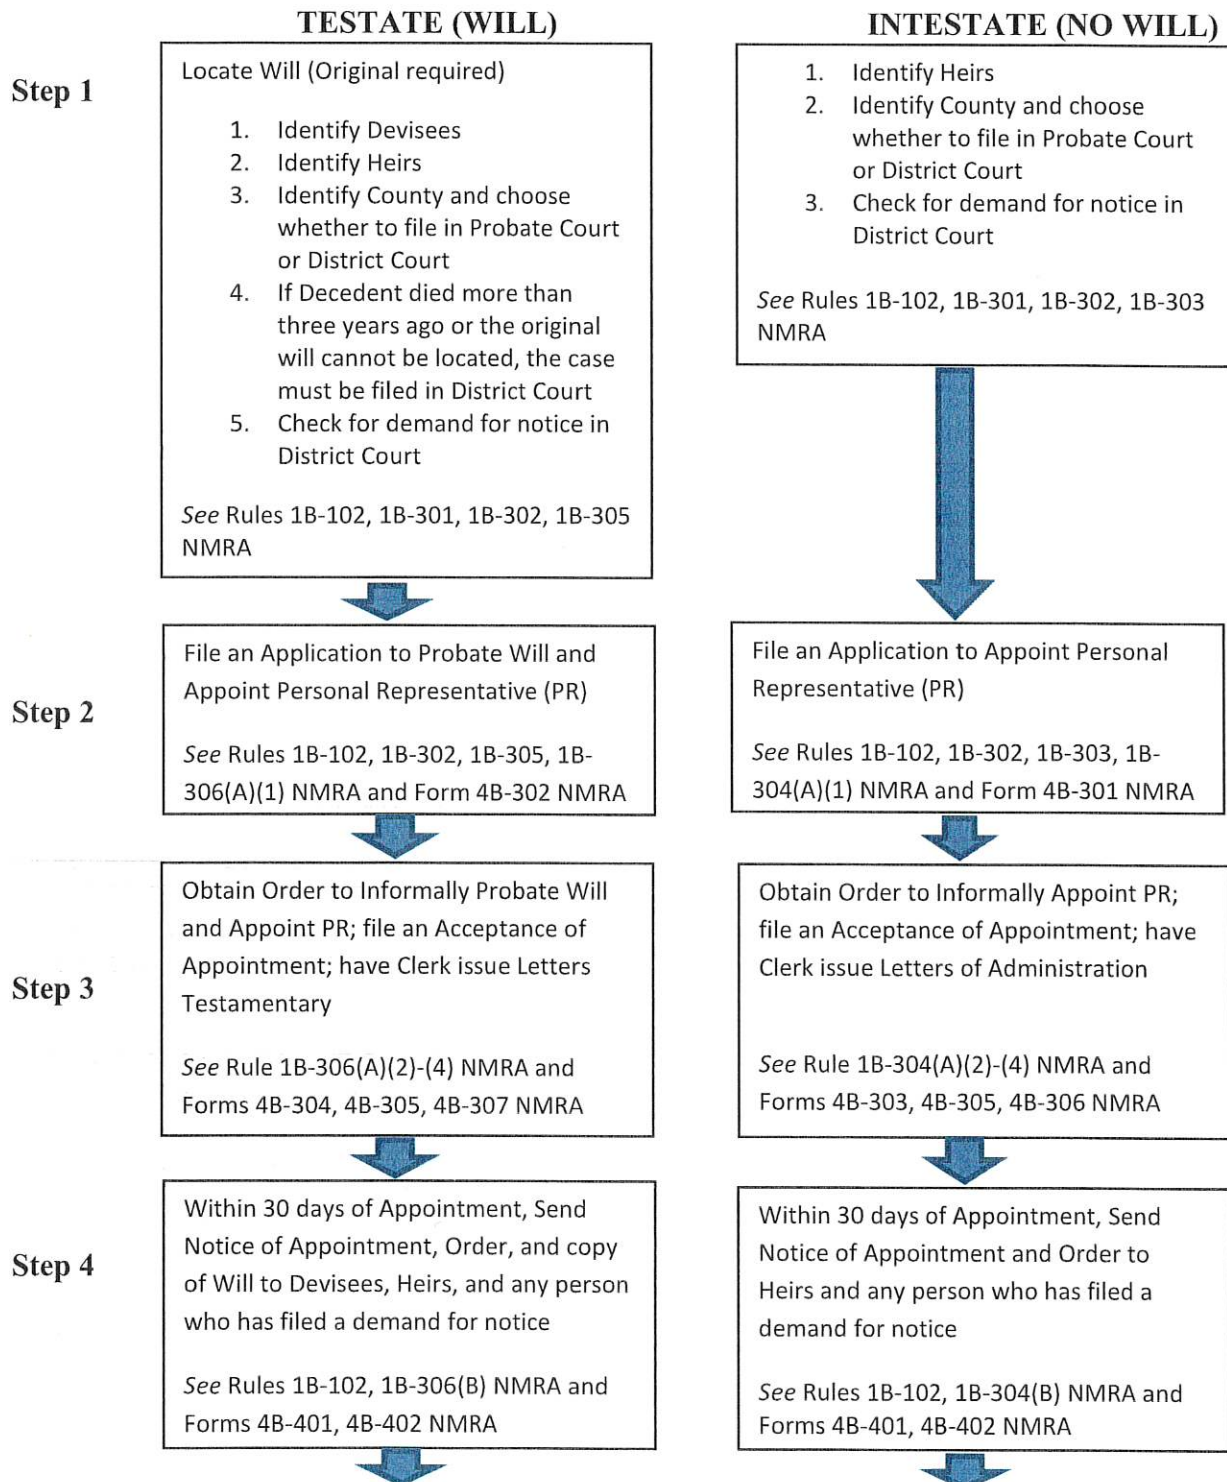 TESTATE (WILL)
INTESTATE (NO WILL)
Step 1
Locate Will (Original required)
1. Identify Devisees
2. Identify Heirs
3. Identify County and choose
whether to file in Probate Court
or District Court
4. If Decedent died more than
three years ago or the original
will cannot be located, the case
must be filed in District Court
5. Check for demand for notice in
District Court
See Rules 1B-102, 1B-301, 1B-302, 1B-305
NMRA
1. Identify Heirs
2. Identify County and choose
whether to file in Probate Court
or District Court
3. Check for demand for notice in
District Court
See Rules 1B-102, 1B-301, 1B-302, 1B-303
NMRA
Step 2
File an Application to Probate Will and
Appoint Personal Representative (PR)
See Rules 1B-102, 1B-302, 1B-305, 1B-
306(A)(1) NMRA and Form 4B-302 NMRA
File an Application to Appoint Personal
Representative (PR)
See Rules 1B-102, 1B-302, 1B-303, 1B-
304(A)(1) NMRA and Form 4B-301 NMRA
Step 3
Obtain Order to Informally Probate Will
and Appoint PR; file an Acceptance of
Appointment; have Clerk issue Letters
Testamentary
See Rule 1B-306(A)(2)-(4) NMRA and
Forms 4B-304, 4B-305, 4B-307 NMRA
Obtain Order to Informally Appoint PR;
file an Acceptance of Appointment; have
Clerk issue Letters of Administration
See Rule 1B-304(A)(2)-(4) NMRA and
Forms 4B-303, 4B-305, 4B-306 NMRA
Step 4
Within 30 days of Appointment, Send
Notice of Appointment, Order, and copy
of Will to Devisees, Heirs, and any person
who has filed a demand for notice
See Rules 1B-102, 1B-306(B) NMRA and
Forms 4B-401, 4B-402 NMRA
Within 30 days of Appointment, Send
Notice of Appointment and Order to
Heirs and any person who has filed a
demand for notice
See Rules 1B-102, 1B-304(B) NMRA and
Forms 4B-401, 4B-402 NMRA